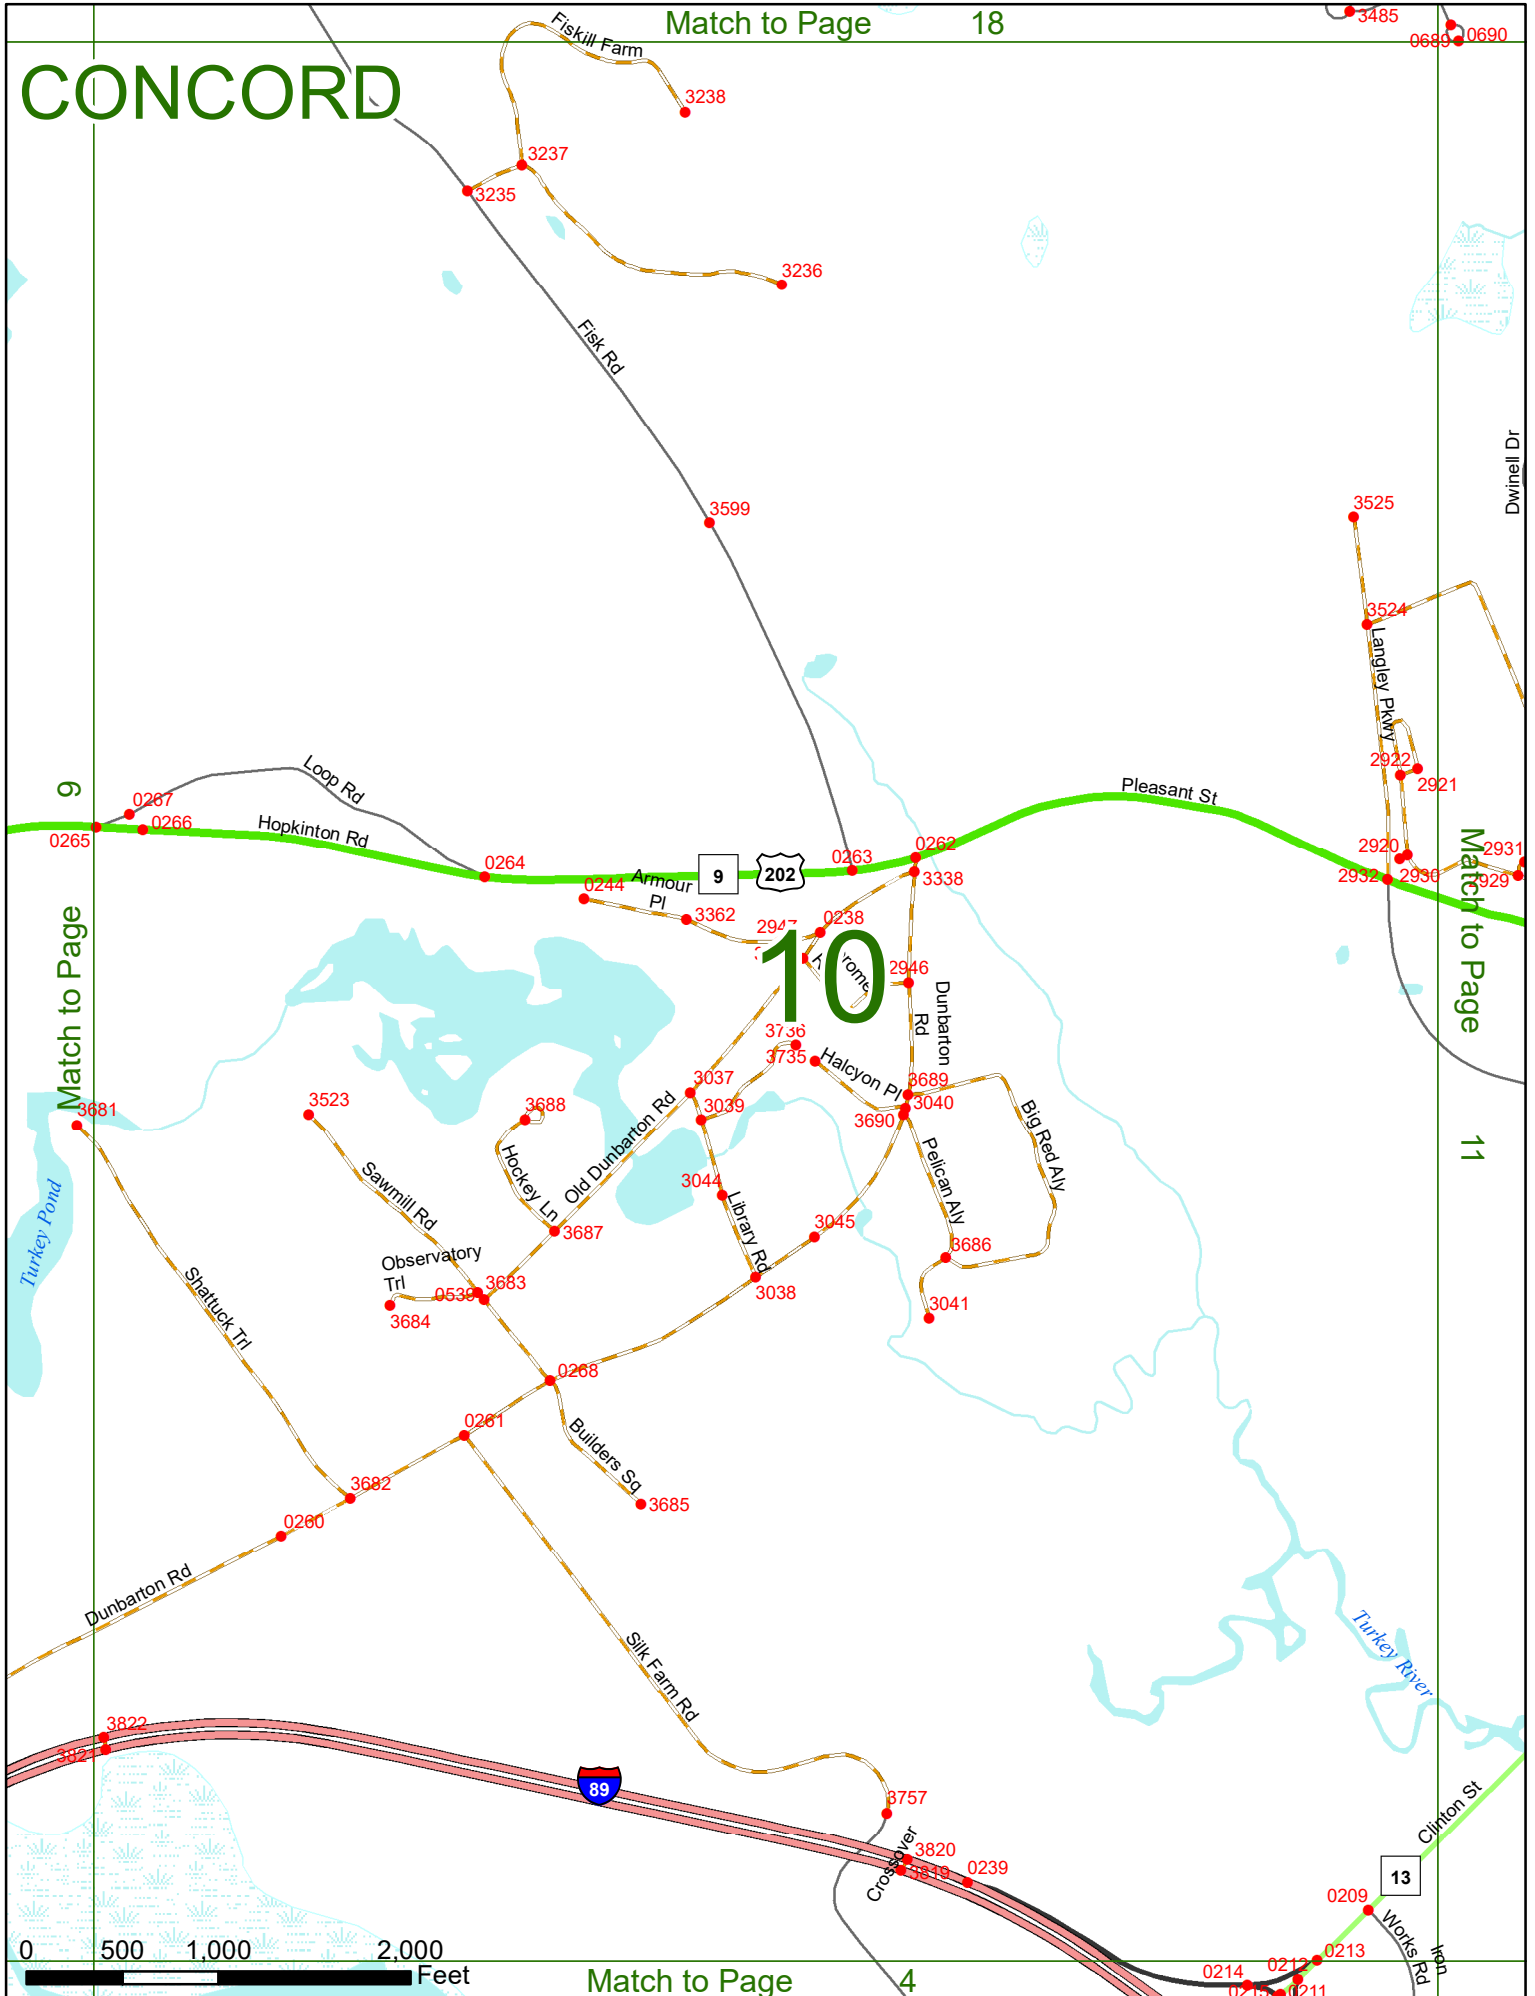 Match to Page 18
3485
0689
0690
Fiskill Farm
CONCORD
3238
3237
3235
3236
Fisk Rd
Dwinell Dr
3599
3525
3524
Langley Pkwy
2922
2921
Loop Rd
9
0267
0266
0265
Hopkinton Rd
Pleasant St
0264
9
202
0263
0262
3338
2920
2930
2931
2932
2929
0244
Armour
Pl
3362
0238
2946
10
Dunbarton
Rd
Match to Page
Match to Page
11
3736
3735
Halcyon Pl
3689
3040
3690
3681
3523
3688
3037
3039
Hockey Ln
Old Dunbarton Rd
Big Red Aly
Pelican Aly
Turkey Pond
Sawmill Rd
3044
Library Rd
3687
3045
3686
Observatory
Trl
3684
0539
3683
3038
3041
Shattuck Trl
0268
0261
Builders Sq
3682
3685
0260
Dunbarton Rd
Silk Farm Rd
Turkey River
3822
3821
89
3757
Crossover
3820
3819
0239
Clinton St
13
0209
Works Rd
Iron
0213
0212
0214
0211
0 500 1,000 2,000
Feet
Match to Page 4